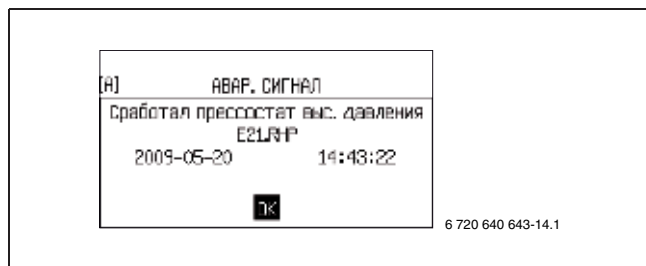 [A] АВАР. СИГНАЛ
Сработал прессостат выс. давления
E21.RHP
2009-05-20 14:43:22
OK
6 720 640 643-14.1